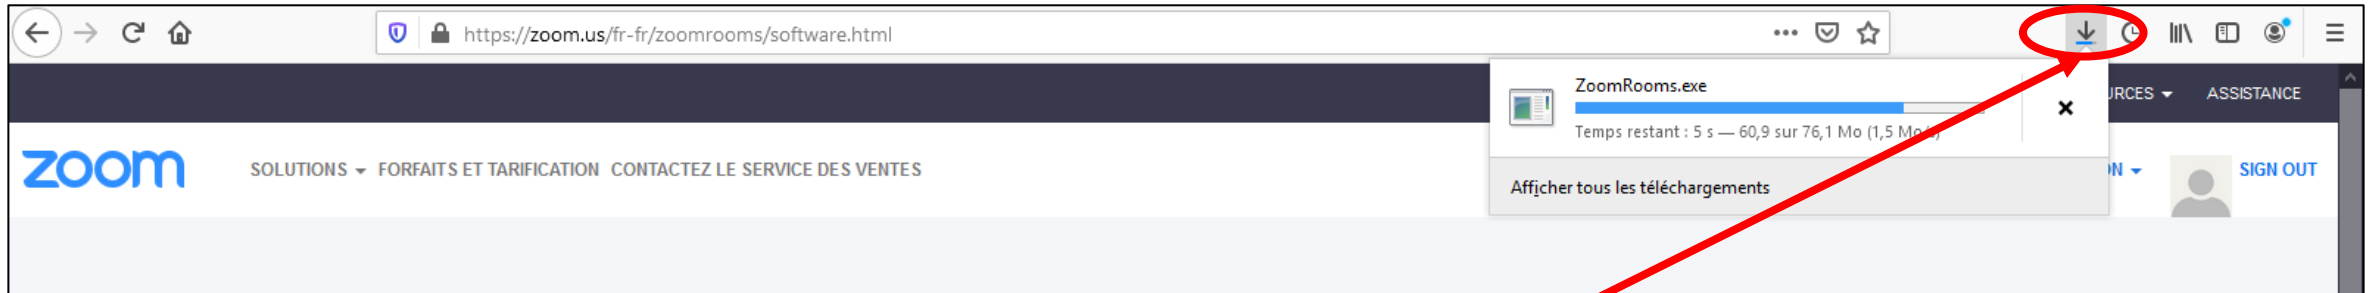 https://zoom.us/fr-fr/zoomrooms/software.html
ZoomRooms.exe
Temps restant : 5 s — 60,9 sur 76,1 Mo (1,5 Mo/s)
Afficher tous les téléchargements
ASSISTANCE
zoom
SOLUTIONS FORFAITS ET TARIFICATION CONTACTEZ LE SERVICE DES VENTES
SIGN OUT